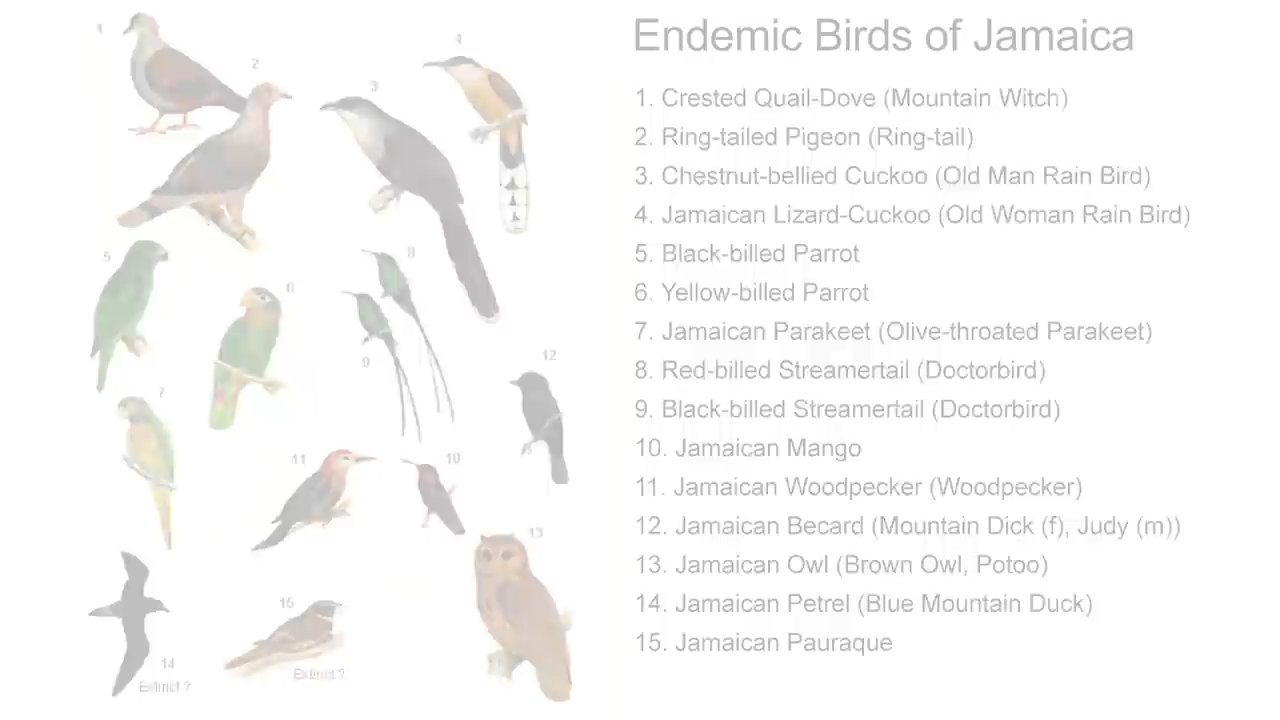 Endemic Birds of Jamaica
1. Crested Quail-Dove (Mountain Witch)
2. Ring-tailed Pigeon (Ring-tail)
3. Chestnut-bellied Cuckoo (Old Man Rain Bird)
4. Jamaican Lizard-Cuckoo (Old Woman Rain Bird)
5. Black-billed Parrot
6. Yellow-billed Parrot
7. Jamaican Parakeet (Olive-throated Parakeet)
8. Red-billed Streamertail (Doctorbird)
9. Black-billed Streamertail (Doctorbird)
10. Jamaican Mango
11. Jamaican Woodpecker (Woodpecker)
12. Jamaican Becard (Mountain Dick (f), Judy (m))
13. Jamaican Owl (Brown Owl, Potoo)
14. Jamaican Petrel (Blue Mountain Duck)
15. Jamaican Pauraque
1
2
3
4
5
6
7
8
9
12
11
10
13
15
Extinct ?
14
Extinct ?